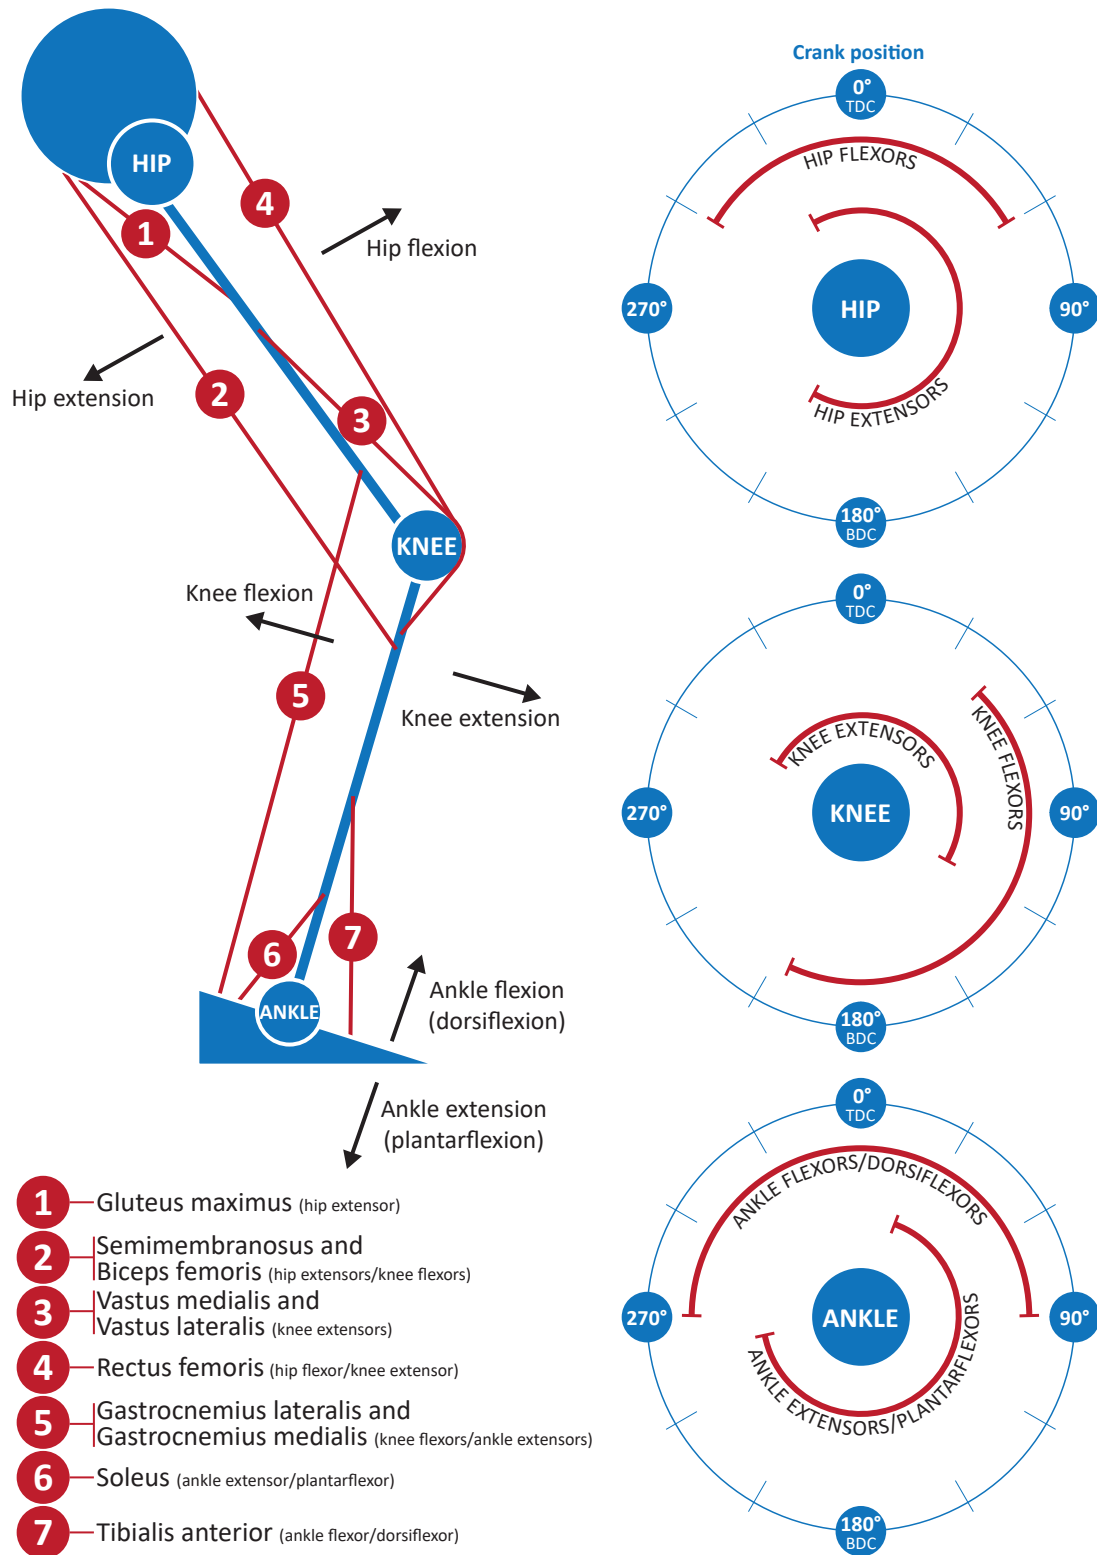 HIP
1
4
Hip flexion
Hip extension
2
3
KNEE
Knee flexion
5
Knee extension
6
7
ANKLE
Ankle flexion
(dorsiflexion)
Ankle extension
(plantarflexion)
1 Gluteus maximus (hip extensor)
2 Semimembranosus and
Biceps femoris (hip extensors/knee flexors)
3 Vastus medialis and
Vastus lateralis (knee extensors)
4 Rectus femoris (hip flexor/knee extensor)
5 Gastrocnemius lateralis and
Gastrocnemius medialis (knee flexors/ankle extensors)
6 Soleus (ankle extensor/plantarflexor)
7 Tibialis anterior (ankle flexor/dorsiflexor)
Crank position
0°
TDC
HIP FLEXORS
270°
HIP
90°
HIP EXTENSORS
180°
BDC
0°
TDC
KNEE EXTENSORS
KNEE FLEXORS
270°
KNEE
90°
180°
BDC
0°
TDC
ANKLE FLEXORS/DORSIFLEXORS
270°
ANKLE
90°
ANKLE EXTENSORS/PLANTARFLEXORS
180°
BDC